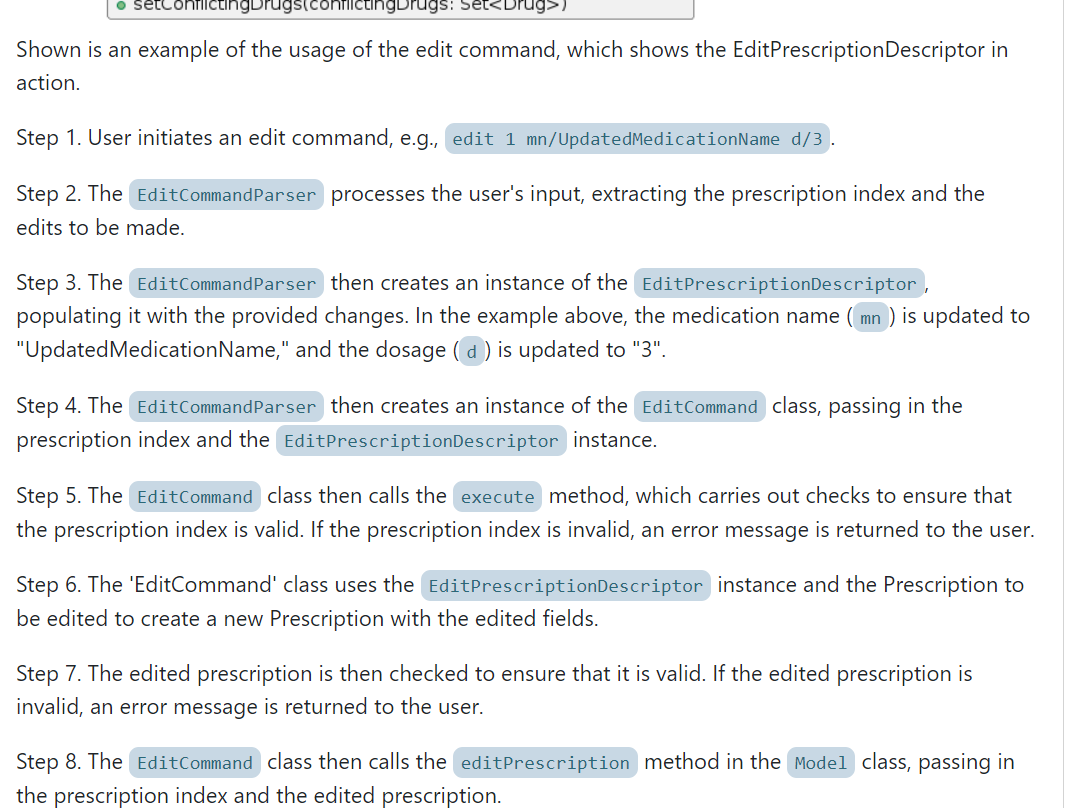 setConflictingDrugs(conflictingDrugs: Set<Drug>)
Shown is an example of the usage of the edit command, which shows the EditPrescriptionDescriptor in
action.
Step 1. User initiates an edit command, e.g., edit 1 mn/UpdatedMedicationName d/3.
Step 2. The EditCommandParser processes the user's input, extracting the prescription index and the
edits to be made.
Step 3. The EditCommandParser then creates an instance of the EditPrescriptionDescriptor,
populating it with the provided changes. In the example above, the medication name (mn) is updated to
"UpdatedMedicationName," and the dosage (d) is updated to "3".
Step 4. The EditCommandParser then creates an instance of the EditCommand class, passing in the
prescription index and the EditPrescriptionDescriptor instance.
Step 5. The EditCommand class then calls the execute method, which carries out checks to ensure that
the prescription index is valid. If the prescription index is invalid, an error message is returned to the user.
Step 6. The 'EditCommand' class uses the EditPrescriptionDescriptor instance and the Prescription to
be edited to create a new Prescription with the edited fields.
Step 7. The edited prescription is then checked to ensure that it is valid. If the edited prescription is
invalid, an error message is returned to the user.
Step 8. The EditCommand class then calls the editPrescription method in the Model class, passing in
the prescription index and the edited prescription.